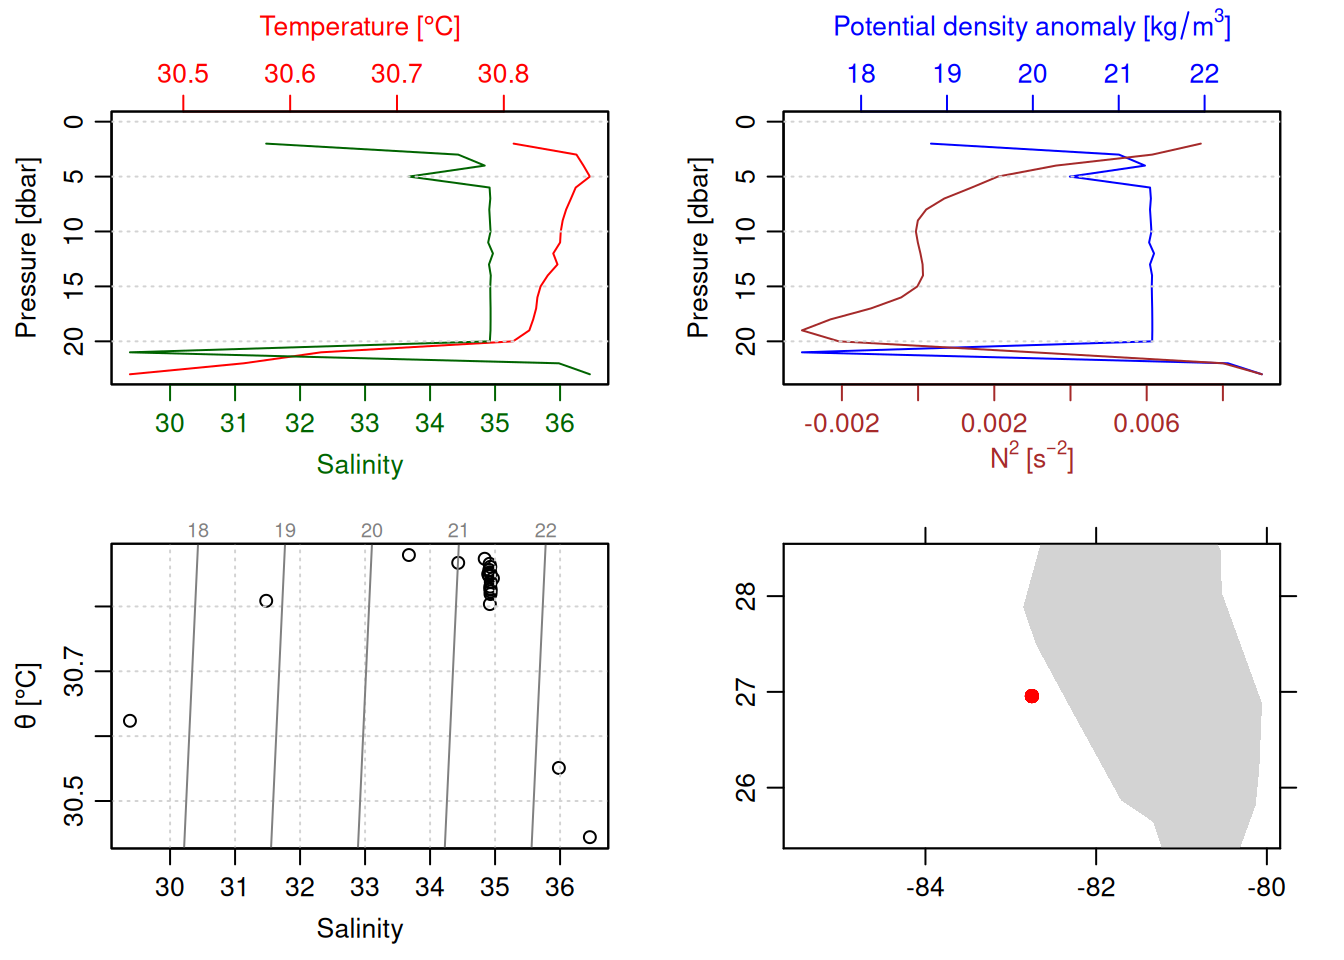 Temperature [°C]
30.5 30.6 30.7 30.8
Pressure [dbar]
0 5 10 15 20
30 31 32 33 34 35 36
Salinity
Potential density anomaly [kg/m³]
18 19 20 21 22
Pressure [dbar]
0 5 10 15 20
-0.002 0.002 0.006
N² [s⁻²]
18 19 20 21 22
θ [°C]
30.7
30.5
30 31 32 33 34 35 36
Salinity
28
27
26
-84 -82 -80